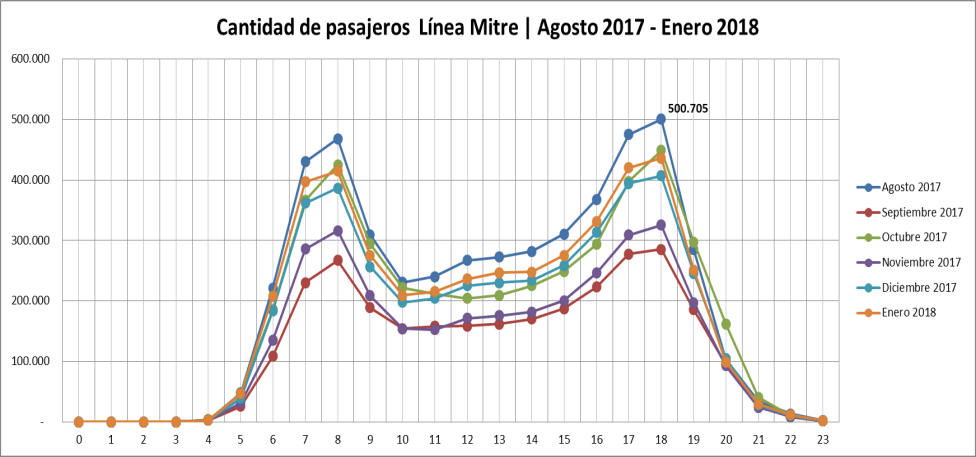 Cantidad de pasajeros Línea Mitre | Agosto 2017 - Enero 2018
600.000
500.000
400.000
300.000
200.000
100.000
-
500.705
0 1 2 3 4 5 6 7 8 9 10 11 12 13 14 15 16 17 18 19 20 21 22 23
Agosto 2017
Septiembre 2017
Octubre 2017
Noviembre 2017
Diciembre 2017
Enero 2018